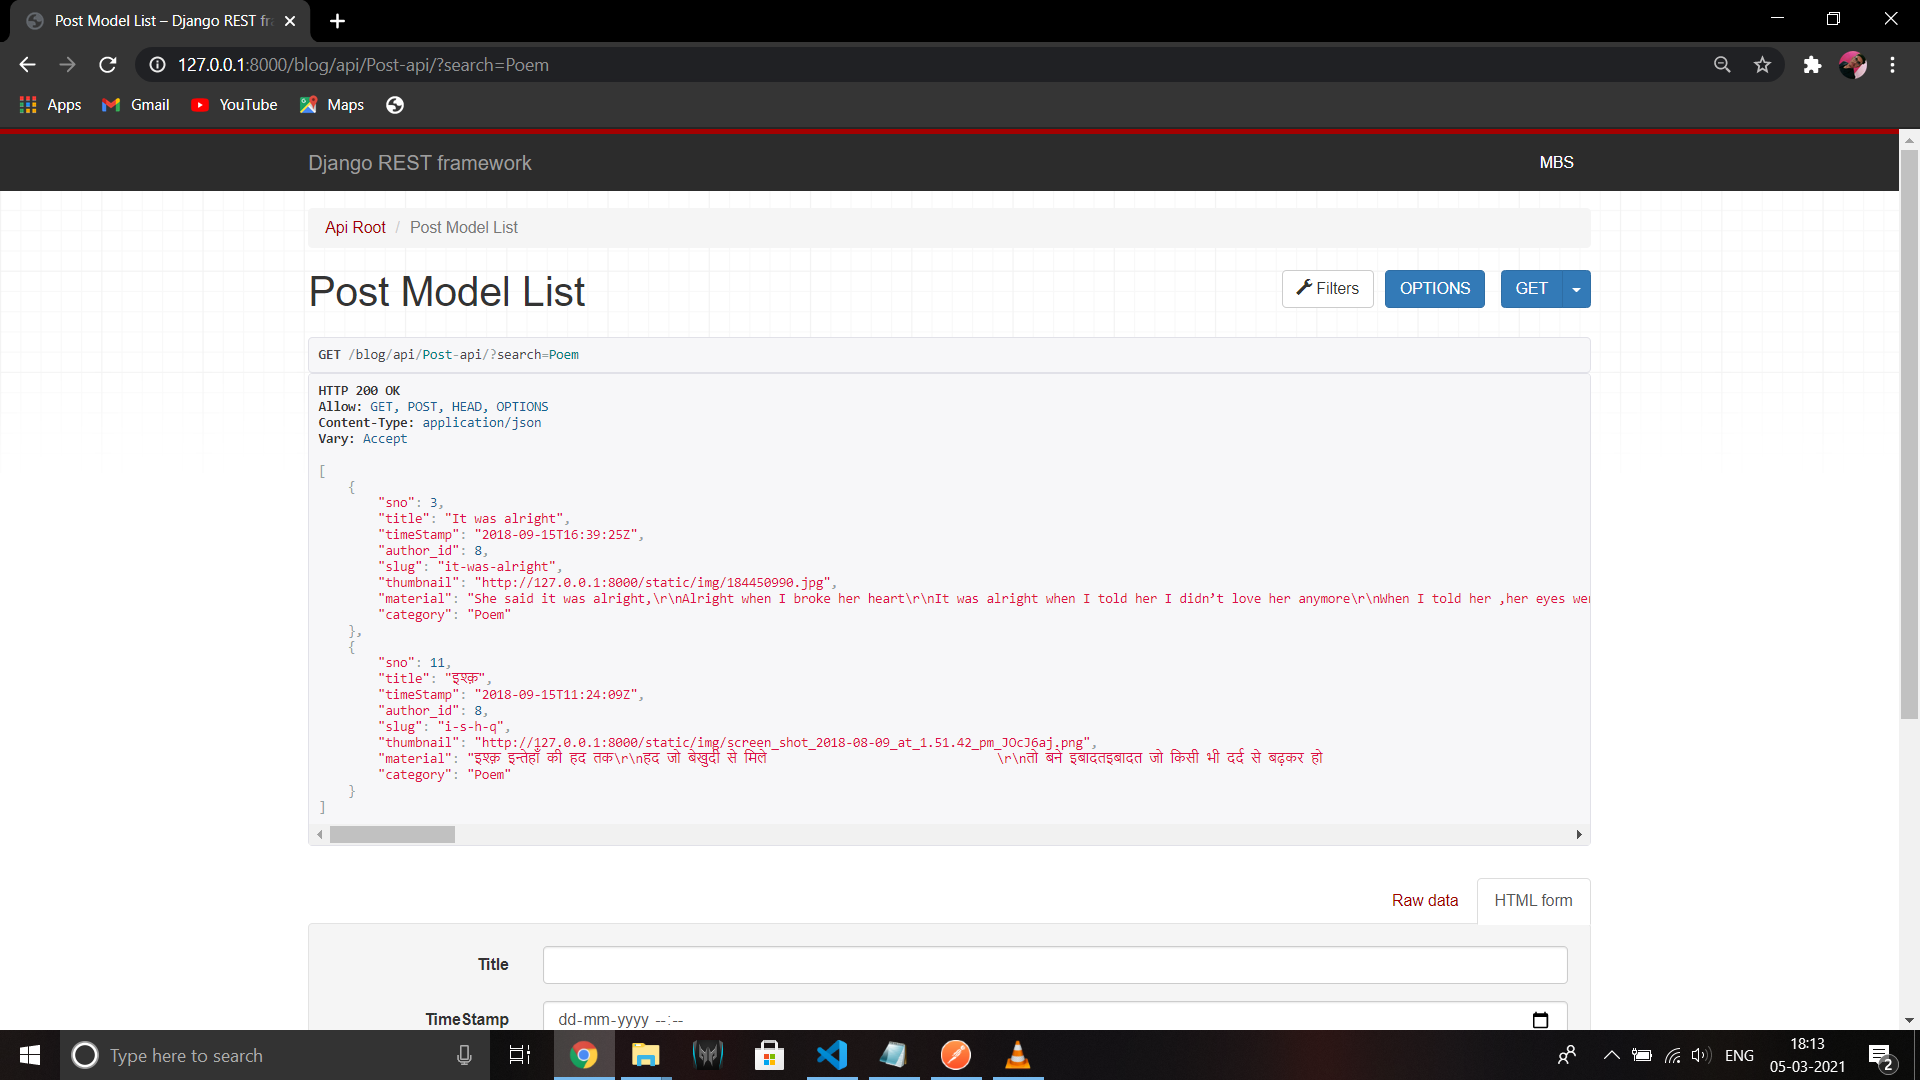 Post Model List – Django REST fr
127.0.0.1:8000/blog/api/Post-api/?search=Poem
Apps Gmail YouTube Maps
Django REST framework MBS
Api Root / Post Model List
Post Model List Filters OPTIONS GET
GET /blog/api/Post-api/?search=Poem
HTTP 200 OK
Allow: GET, POST, HEAD, OPTIONS
Content-Type: application/json
Vary: Accept
[
{
"sno": 3,
"title": "It was alright",
"timeStamp": "2018-09-15T16:39:25Z",
"author_id": 8,
"slug": "it-was-alright",
"thumbnail": "http://127.0.0.1:8000/static/img/184450990.jpg",
"material": "She said it was alright,\r\nAlright when I broke her heart\r\nIt was alright when I told her I didn’t love her anymore\r\nWhen I told her ,her eyes wer
"category": "Poem"
},
{
"sno": 11,
"title": "इश्क़",
"timeStamp": "2018-09-15T11:24:09Z",
"author_id": 8,
"slug": "i-s-h-q",
"thumbnail": "http://127.0.0.1:8000/static/img/screen_shot_2018-08-09_at_1.51.42_pm_JOcJ6aj.png",
"material": "इश्क़ इन्तेहाँ की हद तक\r\nहद जो बेखुदी से मिले \r\nतो बने इबादतइबादत जो किसी भी दर्द से बढ़कर हो
"category": "Poem"
}
]
Raw data HTML form
Title
TimeStamp dd-mm-yyyy --:--
Type here to search ENG 18:13
05-03-2021 2